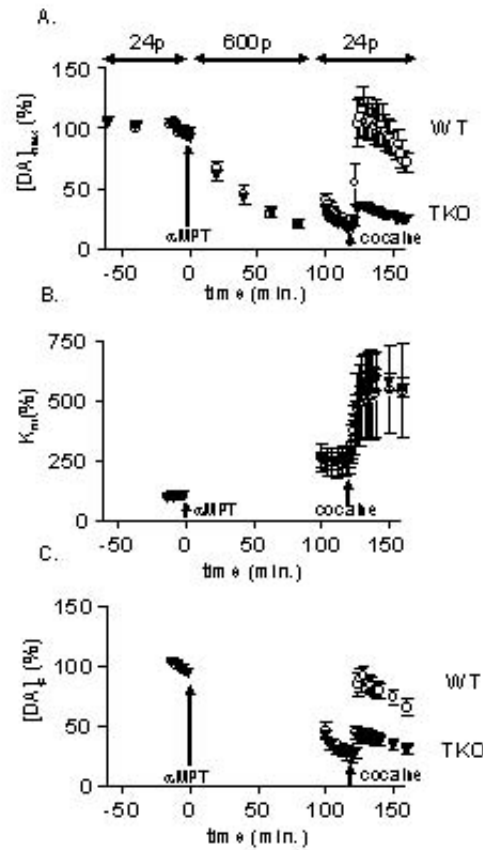 A.
24p 600p 24p
150
100
50
0
[DA]max (%)
WT
TKO
αMPT
cocaine
-50 0 50 100 150
time (min.)
B.
750
500
250
0
Km(%)
αMPT
cocaine
-50 0 50 100 150
time (min.)
C.
150
100
50
0
(%)
WT
TKO
αMPT
cocaine
-50 0 50 100 150
time (min.)